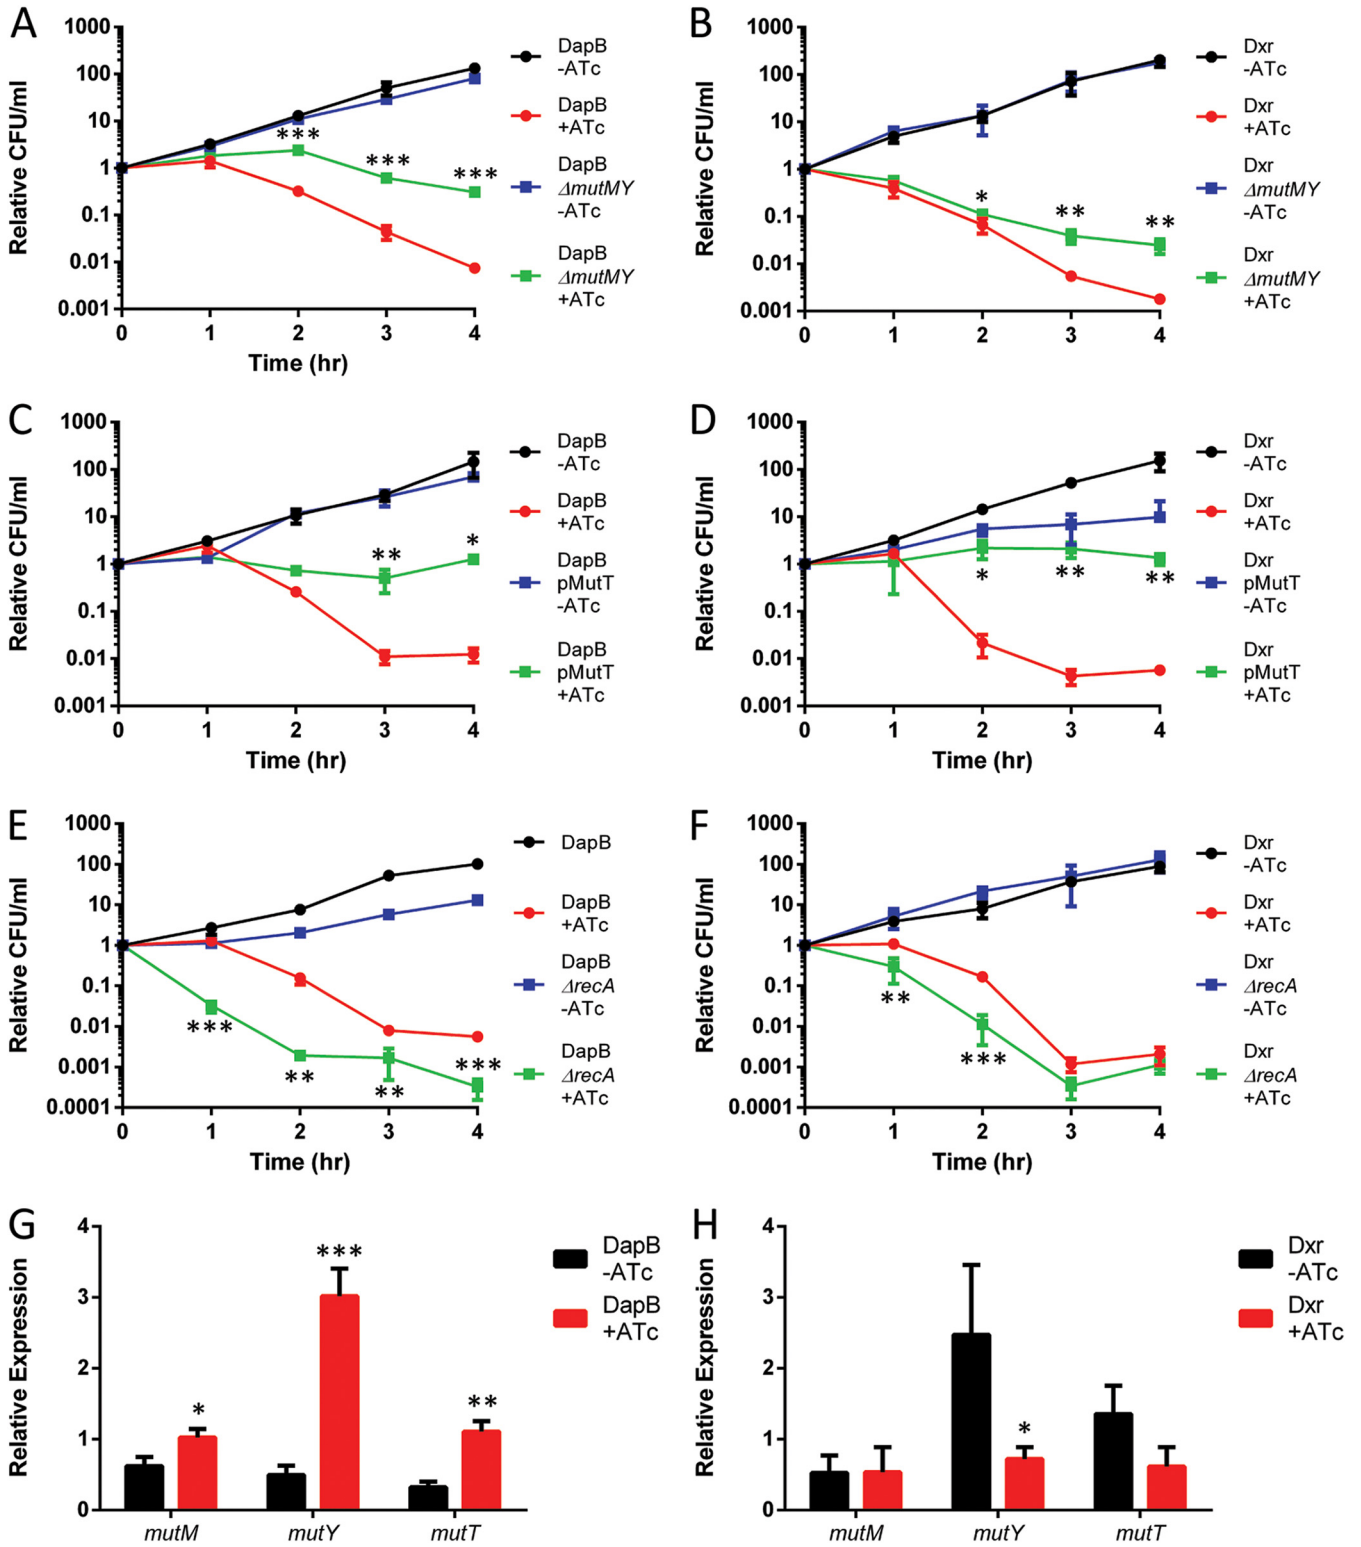 A
Relative CFU/ml
1000
100
10
1
0.1
0.01
0.001
0 1 2 3 4
Time (hr)
***
***
***
DapB
-ATc
DapB
+ATc
DapB
ΔmutMY
-ATc
DapB
ΔmutMY
+ATc
B
Relative CFU/ml
1000
100
10
1
0.1
0.01
0.001
0 1 2 3 4
Time (hr)
*
**
**
Dxr
-ATc
Dxr
+ATc
Dxr
ΔmutMY
-ATc
Dxr
ΔmutMY
+ATc
C
Relative CFU/ml
1000
100
10
1
0.1
0.01
0.001
0 1 2 3 4
Time (hr)
**
*
DapB
-ATc
DapB
+ATc
DapB
pMutT
-ATc
DapB
pMutT
+ATc
D
Relative CFU/ml
1000
100
10
1
0.1
0.01
0.001
0 1 2 3 4
Time (hr)
*
**
**
Dxr
-ATc
Dxr
+ATc
Dxr
pMutT
-ATc
Dxr
pMutT
+ATc
E
Relative CFU/ml
1000
100
10
1
0.1
0.01
0.001
0.0001
0 1 2 3 4
Time (hr)
***
**
**
***
DapB
DapB
+ATc
DapB
ΔrecA
-ATc
DapB
ΔrecA
+ATc
F
Relative CFU/ml
1000
100
10
1
0.1
0.01
0.001
0.0001
0 1 2 3 4
Time (hr)
**
***
Dxr
-ATc
Dxr
+ATc
Dxr
ΔrecA
-ATc
Dxr
ΔrecA
+ATc
G
Relative Expression
4
3
2
1
0
*
***
**
mutM mutY mutT
DapB
-ATc
DapB
+ATc
H
Relative Expression
4
3
2
1
0
*
mutM mutY mutT
Dxr
-ATc
Dxr
+ATc